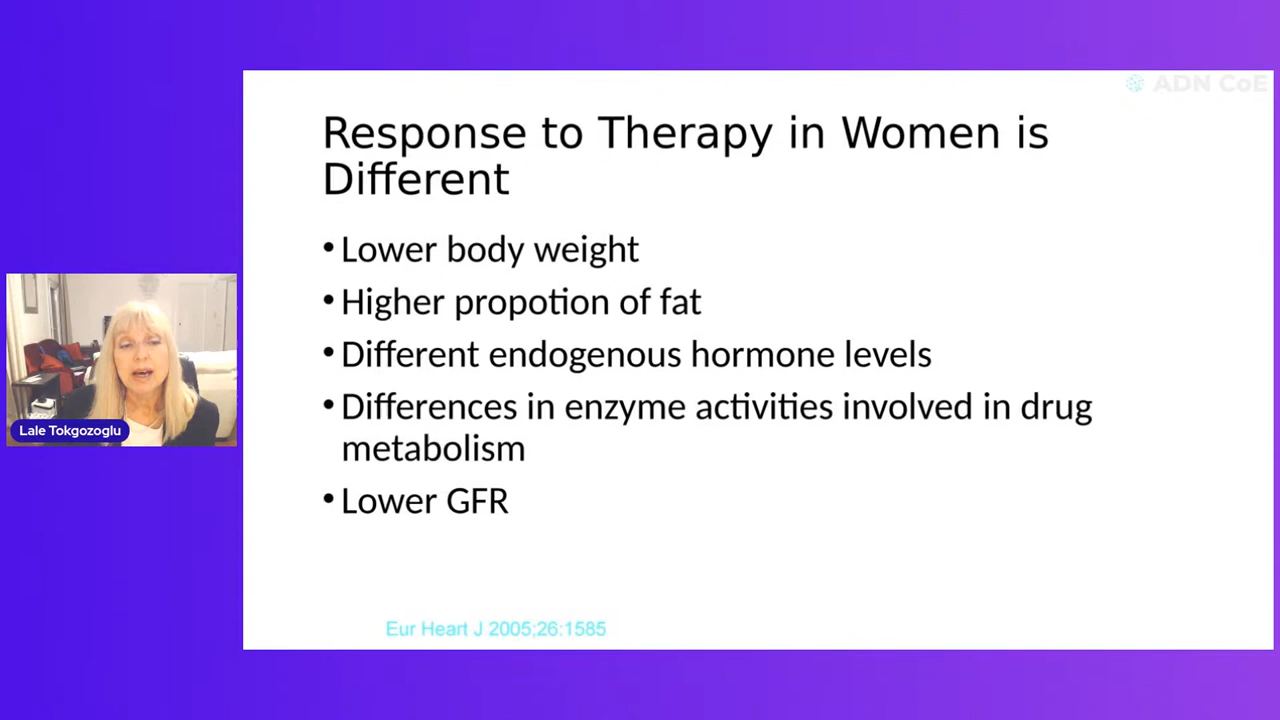 ADN CoE
Response to Therapy in Women is
Different
•Lower body weight
•Higher propotion of fat
•Different endogenous hormone levels
•Differences in enzyme activities involved in drug
metabolism
•Lower GFR
Lale Tokgozoglu
Eur Heart J 2005;26:1585